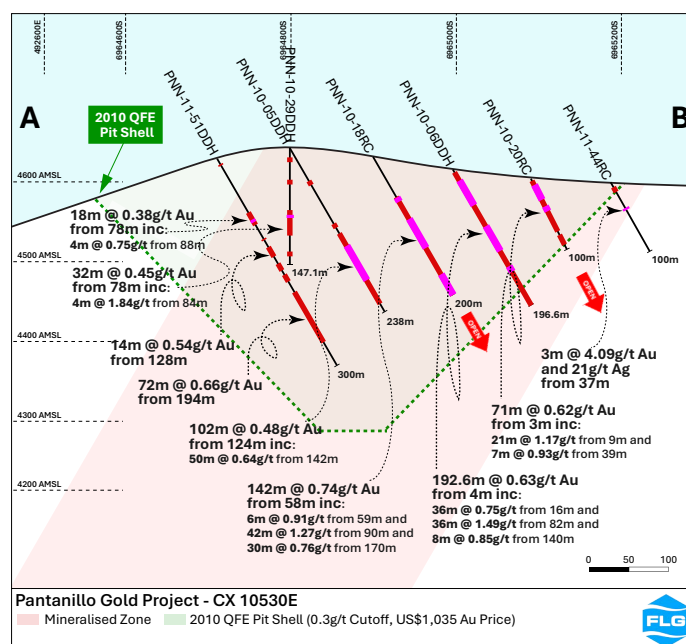 492600E
6964600 S
6964800 S
6965000 S
6965200 S
A
B
2010 QFE
Pit Shell
PNN-11-51DDH
PNN-10-05DDH
PNN-10-29DDH
PNN-10-18RC
PNN-10-06DDH
PNN-10-20RC
PNN-11-44RC
4600 AMSL
4500 AMSL
4400 AMSL
4300 AMSL
4200 AMSL
18m @ 0.38g/t Au
from 78m inc:
4m @ 0.75g/t from 88m
32m @ 0.45g/t Au
from 78m inc:
4m @ 1.84g/t from 84m
14m @ 0.54g/t Au
from 128m
72m @ 0.66g/t Au
from 194m
102m @ 0.48g/t Au
from 124m inc:
50m @ 0.64g/t from 142m
142m @ 0.74g/t Au
from 58m inc:
6m @ 0.91g/t from 59m and
42m @ 1.27g/t from 90m and
30m @ 0.76g/t from 170m
192.6m @ 0.63g/t Au
from 4m inc:
36m @ 0.75g/t from 16m and
36m @ 1.49g/t from 82m and
8m @ 0.85g/t from 140m
71m @ 0.62g/t Au
from 3m inc:
21m @ 1.17g/t from 9m and
7m @ 0.93g/t from 39m
3m @ 4.09g/t Au
and 21g/t Ag
from 37m
147.1m
300m
238m
200m
196.6m
100m
100m
OPEN
OPEN
0 50 100
Pantanillo Gold Project - CX 10530E
Mineralised Zone
2010 QFE Pit Shell (0.3g/t Cutoff, US$1,035 Au Price)
FLG